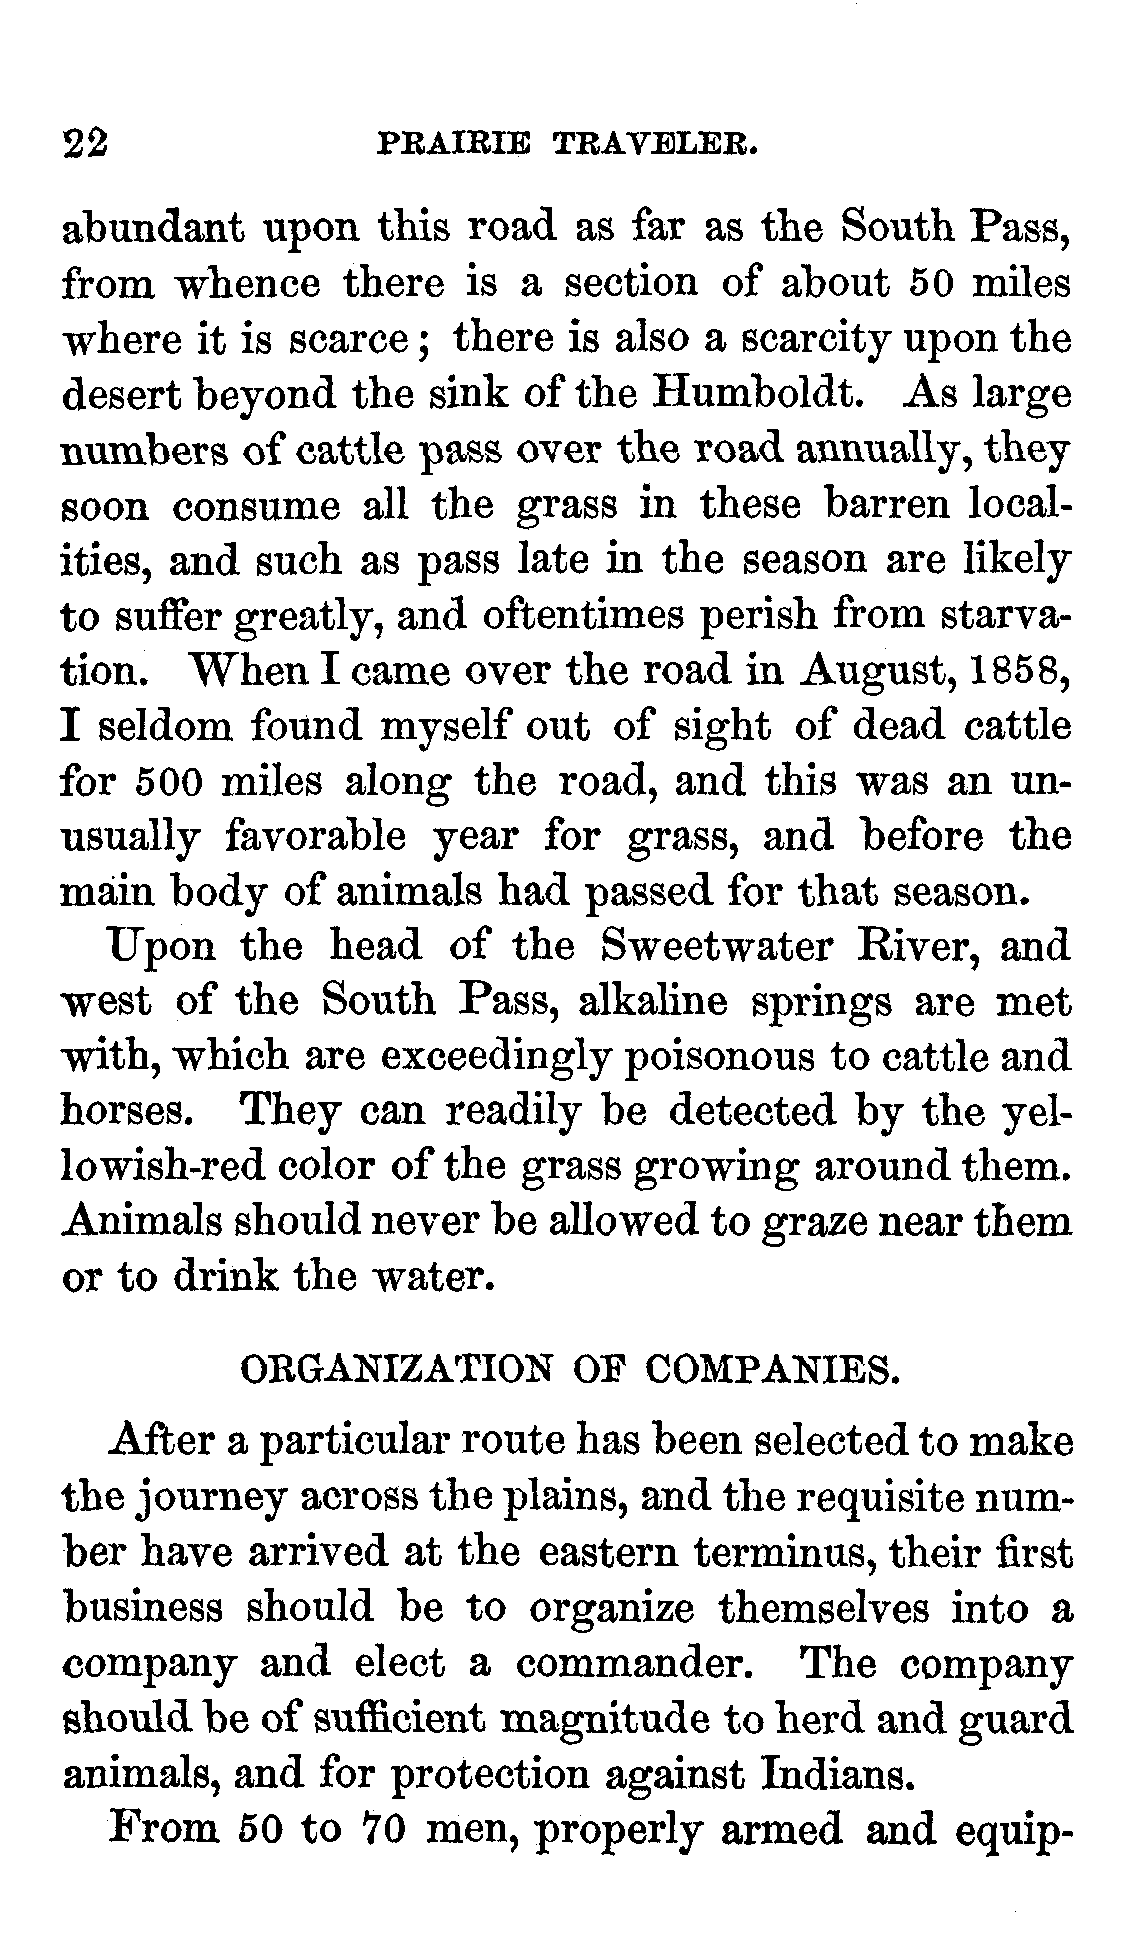 22 PRAIRIE TRAVELER.
abundant upon this road as far as the South Pass,
from whence there is a section of about 50 miles
where it is scarce; there is also a scarcity upon the
desert beyond the sink of the Humboldt. As large
numbers of cattle pass over the road annually, they
soon consume all the grass in these barren local-
ities, and such as pass late in the season are likely
to suffer greatly, and oftentimes perish from starva-
tion. When I came over the road in August, 1858,
I seldom found myself out of sight of dead cattle
for 500 miles along the road, and this was an un-
usually favorable year for grass, and before the
main body of animals had passed for that season.
Upon the head of the Sweetwater River, and
west of the South Pass, alkaline springs are met
with, which are exceedingly poisonous to cattle and
horses. They can readily be detected by the yel-
lowish-red color of the grass growing around them.
Animals should never be allowed to graze near them
or to drink the water.
ORGANIZATION OF COMPANIES.
After a particular route has been selected to make
the journey across the plains, and the requisite num-
ber have arrived at the eastern terminus, their first
business should be to organize themselves into a
company and elect a commander. The company
should be of sufficient magnitude to herd and guard
animals, and for protection against Indians.
From 50 to 70 men, properly armed and equip-